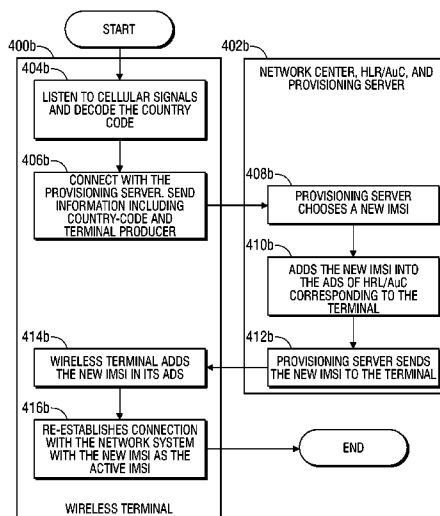 START
400b
404b
LISTEN TO CELLULAR SIGNALS
AND DECODE THE COUNTRY
CODE
406b
CONNECT WITH THE
PROVISIONING SERVER. SEND
INFORMATION INCLUDING
COUNTRY-CODE AND
TERMINAL PRODUCER
402b
NETWORK CENTER, HLR/AuC, AND
PROVISIONING SERVER
408b
PROVISIONING SERVER
CHOOSES A NEW IMSI
410b
ADDS THE NEW IMSI INTO
THE ADS OF HRL/AuC
CORRESPONDING TO THE
TERMINAL
412b
PROVISIONING SERVER SENDS
THE NEW IMSI TO THE TERMINAL
414b
WIRELESS TERMINAL ADDS
THE NEW IMSI IN ITS ADS
416b
RE-ESTABLISHES CONNECTION
WITH THE NETWORK SYSTEM
WITH THE NEW IMSI AS THE
ACTIVE IMSI
END
WIRELESS TERMINAL